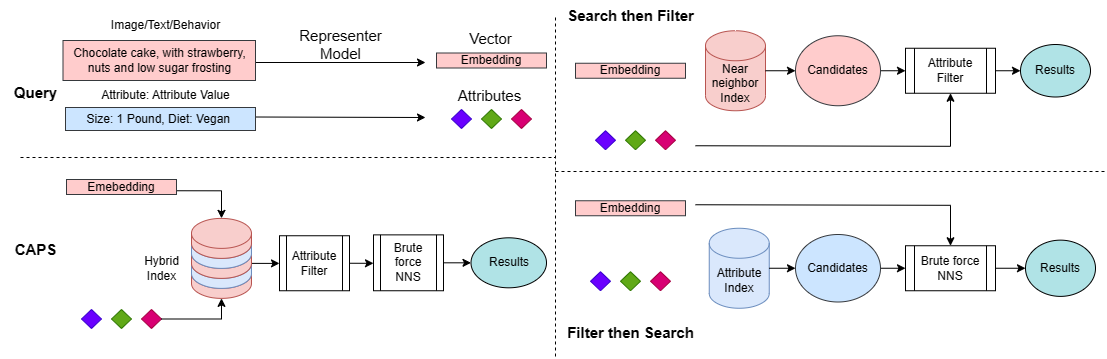 Image/Text/Behavior
Chocolate cake, with strawberry,
nuts and low sugar frosting
Representer
Model
Vector
Embedding
Query
Attribute: Attribute Value
Size: 1 Pound, Diet: Vegan
Attributes
Search then Filter
Embedding
Near
neighbor
Index
Candidates
Attribute
Filter
Results
CAPS
Emebedding
Hybrid
Index
Attribute
Filter
Brute
force
NNS
Results
Embedding
Attribute
Index
Candidates
Brute force
NNS
Results
Filter then Search